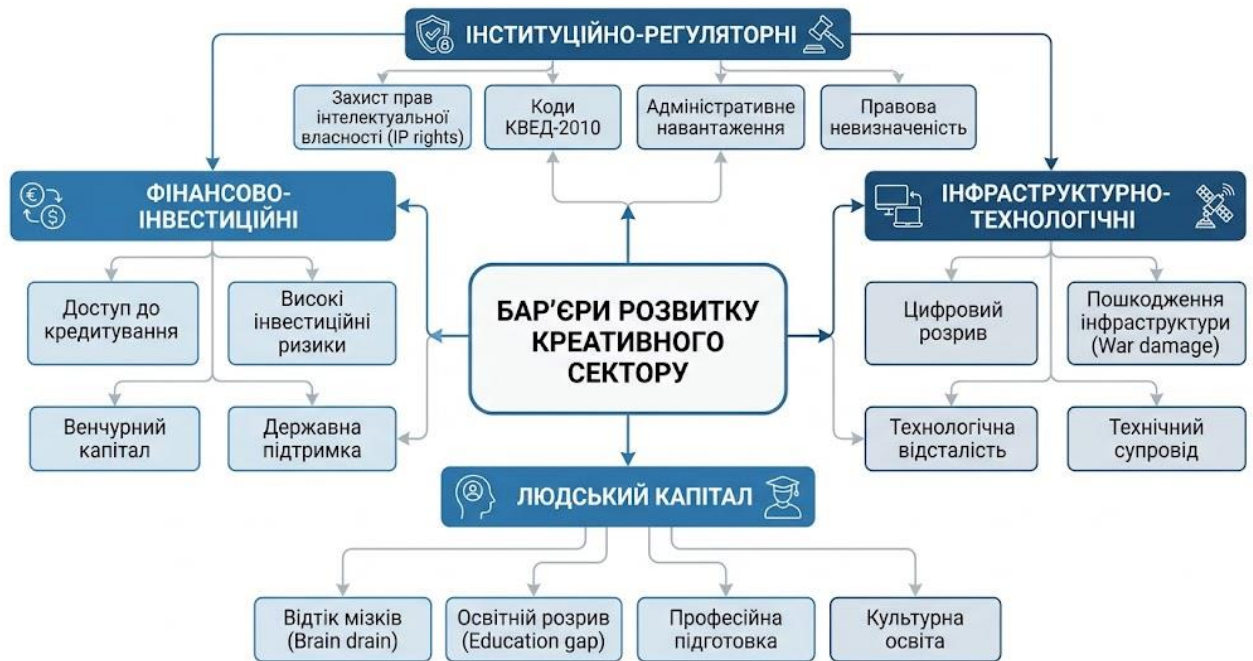 ІНСТИТУЦІЙНО-РЕГУЛЯТОРНІ
Захист прав
інтелектуальної
власності (IP rights)
Коди
КВЕД-2010
Адміністративне
навантаження
Правова
невизначеність
ФІНАНСОВО-
ІНВЕСТИЦІЙНІ
ІНФРАСТРУКТУРНО-
ТЕХНОЛОГІЧНІ
Доступ до
кредитування
Високі
інвестиційні
ризики
БАР’ЄРИ РОЗВИТКУ
КРЕАТИВНОГО
СЕКТОРУ
Цифровий
розрив
Пошкодження
інфраструктури
(War damage)
Венчурний
капітал
Державна
підтримка
Технологічна
відсталість
Технічний
супровід
ЛЮДСЬКИЙ КАПІТАЛ
Відтік мізків
(Brain drain)
Освітній розрив
(Education gap)
Професійна
підготовка
Культурна
освіта